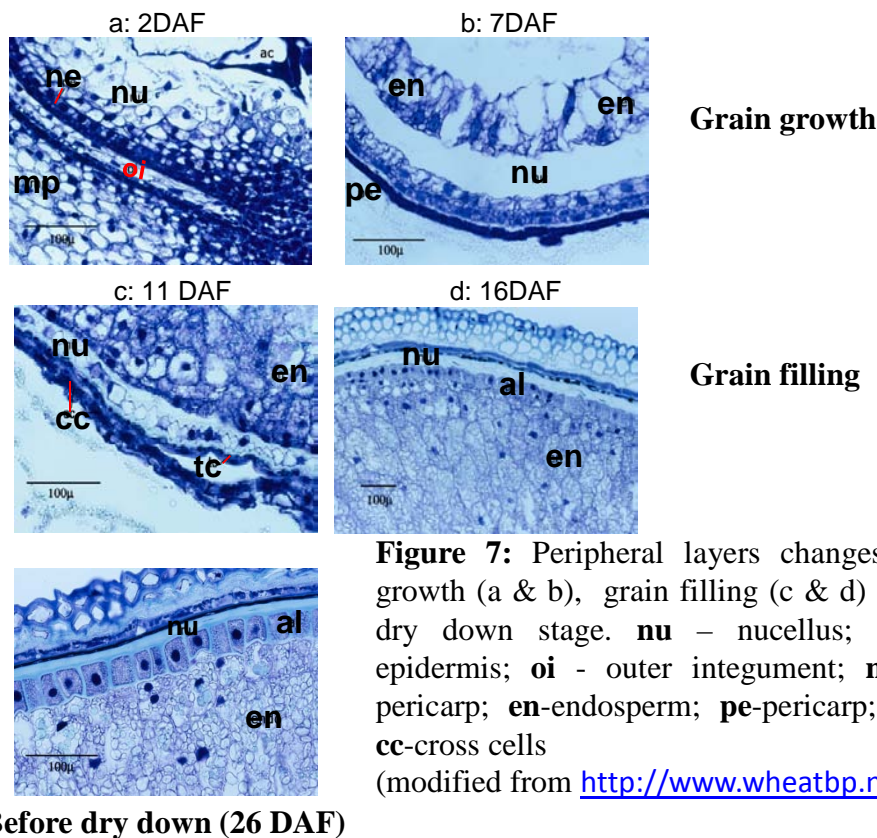 a: 2DAF
b: 7DAF
ne
nu
ac
oi
mp
100µ
en
en
nu
pe
100µ
Grain growth
c: 11 DAF
d: 16DAF
nu
en
cc
tc
100µ
nu
al
en
100µ
Grain filling
nu
al
en
100µ
Before dry down (26 DAF)
Figure 7: Peripheral layers changes
growth (a & b), grain filling (c & d)
dry down stage. nu – nucellus;
epidermis; oi - outer integument;
pericarp; en-endosperm; pe-pericarp;
cc-cross cells
(modified from http://www.wheatbp.n